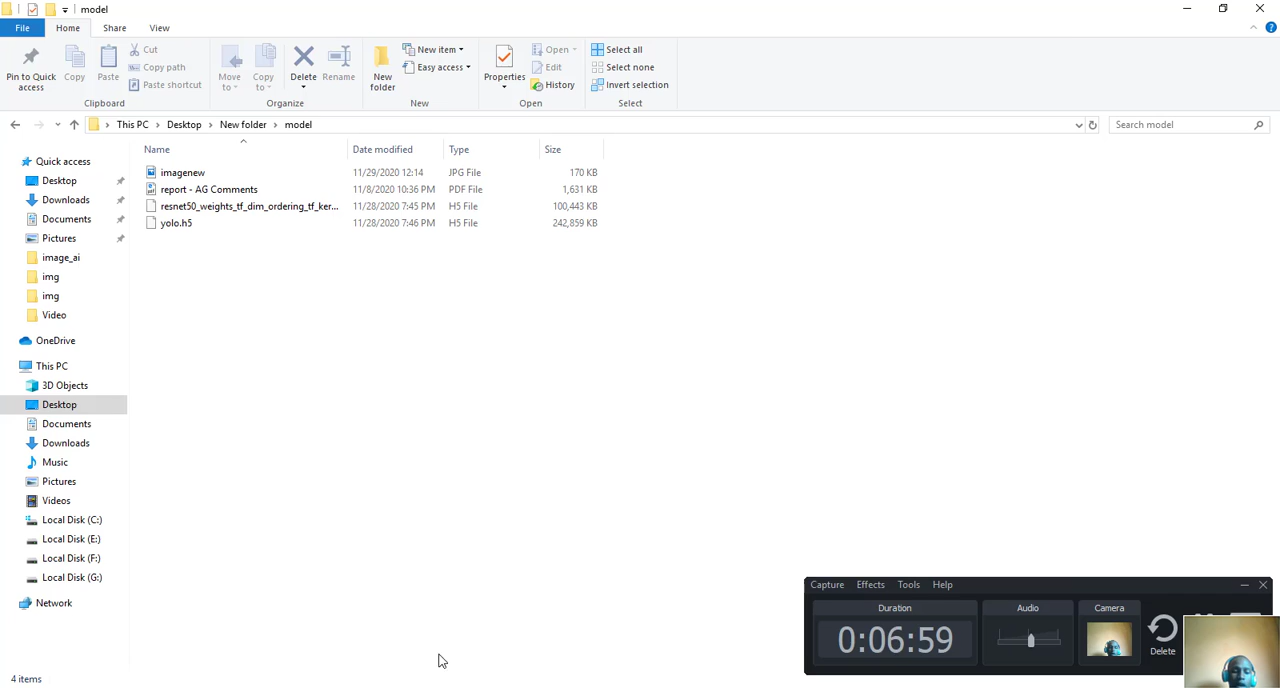 model
File Home Share View
Pin to Quick access
Copy
Paste
Cut
Copy path
Paste shortcut
Clipboard
Move to
Copy to
Delete
Rename
Organize
New folder
New item
Easy access
New
Properties
Open
Edit
History
Open
Select all
Select none
Invert selection
Select
This PC > Desktop > New folder > model
Search model
Name Date modified Type Size
imagenew 11/29/2020 12:14 JPG File 170 KB
report - AG Comments 11/8/2020 10:36 PM PDF File 1,631 KB
resnet50_weights_tf_dim_ordering_tf_ker... 11/28/2020 7:45 PM H5 File 100,443 KB
yolo.h5 11/28/2020 7:46 PM H5 File 242,859 KB
Quick access
Desktop
Downloads
Documents
Pictures
image_ai
img
img
Video
OneDrive
This PC
3D Objects
Desktop
Documents
Downloads
Music
Pictures
Videos
Local Disk (C:)
Local Disk (E:)
Local Disk (F:)
Local Disk (G:)
Network
4 items
Capture Effects Tools Help
Duration Audio Camera
0:06:59
Delete